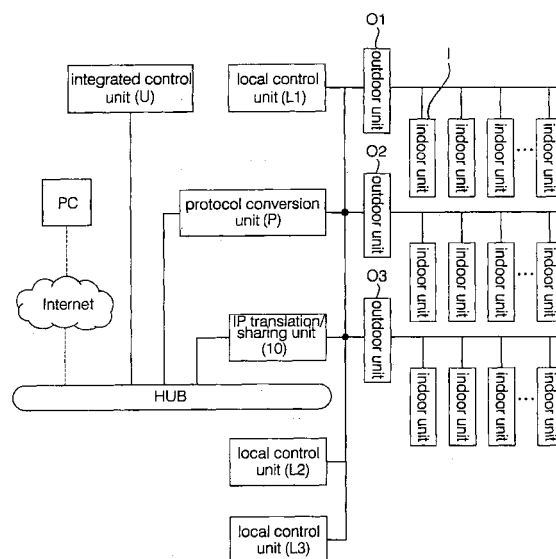 O1
integrated control
unit (U)
local control
unit (L1)
outdoor unit
I
indoor unit
indoor unit
indoor unit
...
indoor unit
O2
PC
protocol conversion
unit (P)
outdoor unit
indoor unit
indoor unit
indoor unit
...
indoor unit
O3
Internet
IP translation/
sharing unit
(10)
outdoor unit
indoor unit
indoor unit
indoor unit
...
indoor unit
HUB
local control
unit (L2)
local control
unit (L3)